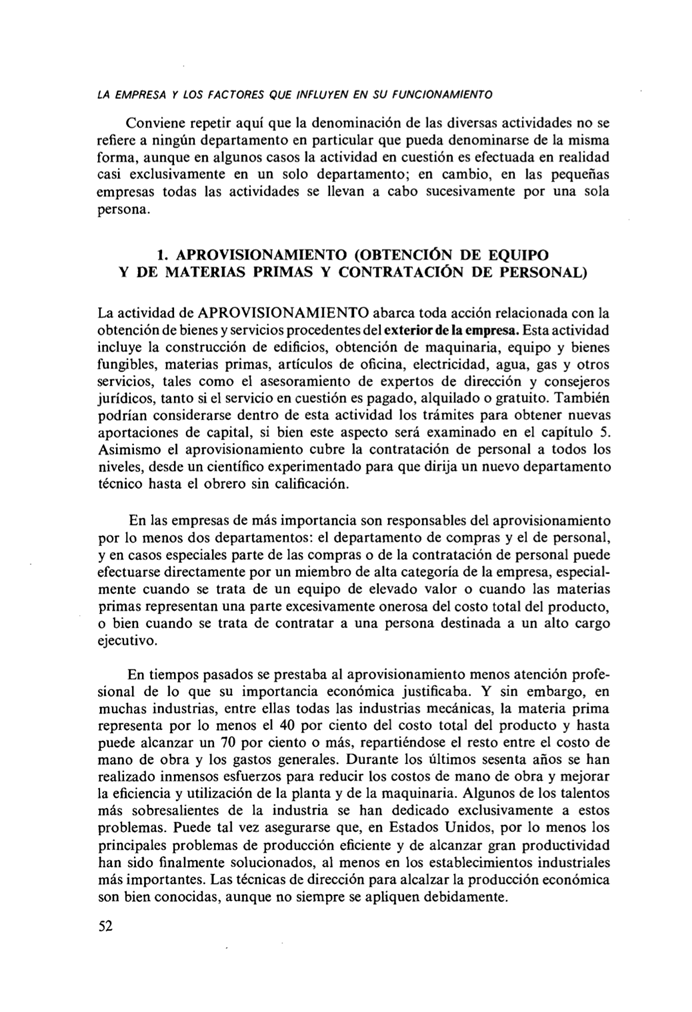 LA EMPRESA Y LOS FACTORES QUE INFLUYEN EN SU FUNCIONAMIENTO
Conviene repetir aquí que la denominación de las diversas actividades no se
refiere a ningún departamento en particular que pueda denominarse de la misma
forma, aunque en algunos casos la actividad en cuestión es efectuada en realidad
casi exclusivamente en un solo departamento; en cambio, en las pequeñas
empresas todas las actividades se llevan a cabo sucesivamente por una sola
persona.
1. APROVISIONAMIENTO (OBTENCIÓN DE EQUIPO
Y DE MATERIAS PRIMAS Y CONTRATACIÓN DE PERSONAL)
La actividad de APROVISIONAMIENTO abarca toda acción relacionada con la
obtención de bienes y servicios procedentes del exterior de la empresa. Esta actividad
incluye la construcción de edificios, obtención de maquinaria, equipo y bienes
fungibles, materias primas, artículos de oficina, electricidad, agua, gas y otros
servicios, tales como el asesoramiento de expertos de dirección y consejeros
jurídicos, tanto si el servicio en cuestión es pagado, alquilado o gratuito. También
podrían considerarse dentro de esta actividad los trámites para obtener nuevas
aportaciones de capital, si bien este aspecto será examinado en el capítulo 5.
Asimismo el aprovisionamiento cubre la contratación de personal a todos los
niveles, desde un científico experimentado para que dirija un nuevo departamento
técnico hasta el obrero sin calificación.
En las empresas de más importancia son responsables del aprovisionamiento
por lo menos dos departamentos: el departamento de compras y el de personal,
y en casos especiales parte de las compras o de la contratación de personal puede
efectuarse directamente por un miembro de alta categoría de la empresa, especial-
mente cuando se trata de un equipo de elevado valor o cuando las materias
primas representan una parte excesivamente onerosa del costo total del producto,
o bien cuando se trata de contratar a una persona destinada a un alto cargo
ejecutivo.
En tiempos pasados se prestaba al aprovisionamiento menos atención profe-
sional de lo que su importancia económica justificaba. Y sin embargo, en
muchas industrias, entre ellas todas las industrias mecánicas, la materia prima
representa por lo menos el 40 por ciento del costo total del producto y hasta
puede alcanzar un 70 por ciento o más, repartiéndose el resto entre el costo de
mano de obra y los gastos generales. Durante los últimos sesenta años se han
realizado inmensos esfuerzos para reducir los costos de mano de obra y mejorar
la eficiencia y utilización de la planta y de la maquinaria. Algunos de los talentos
más sobresalientes de la industria se han dedicado exclusivamente a estos
problemas. Puede tal vez asegurarse que, en Estados Unidos, por lo menos los
principales problemas de producción eficiente y de alcanzar gran productividad
han sido finalmente solucionados, al menos en los establecimientos industriales
más importantes. Las técnicas de dirección para alcalzar la producción económica
son bien conocidas, aunque no siempre se apliquen debidamente.
52